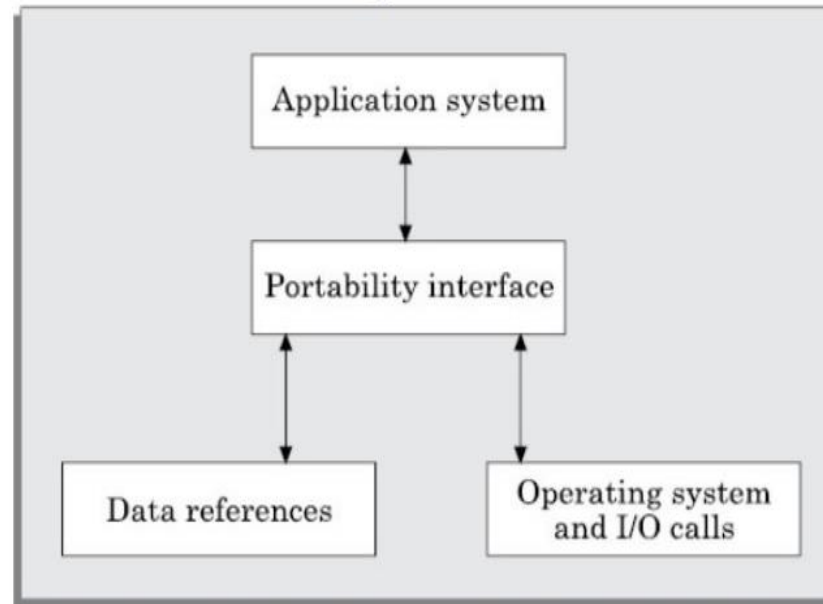 Application system
Portability interface
Data references
Operating system
and I/O calls